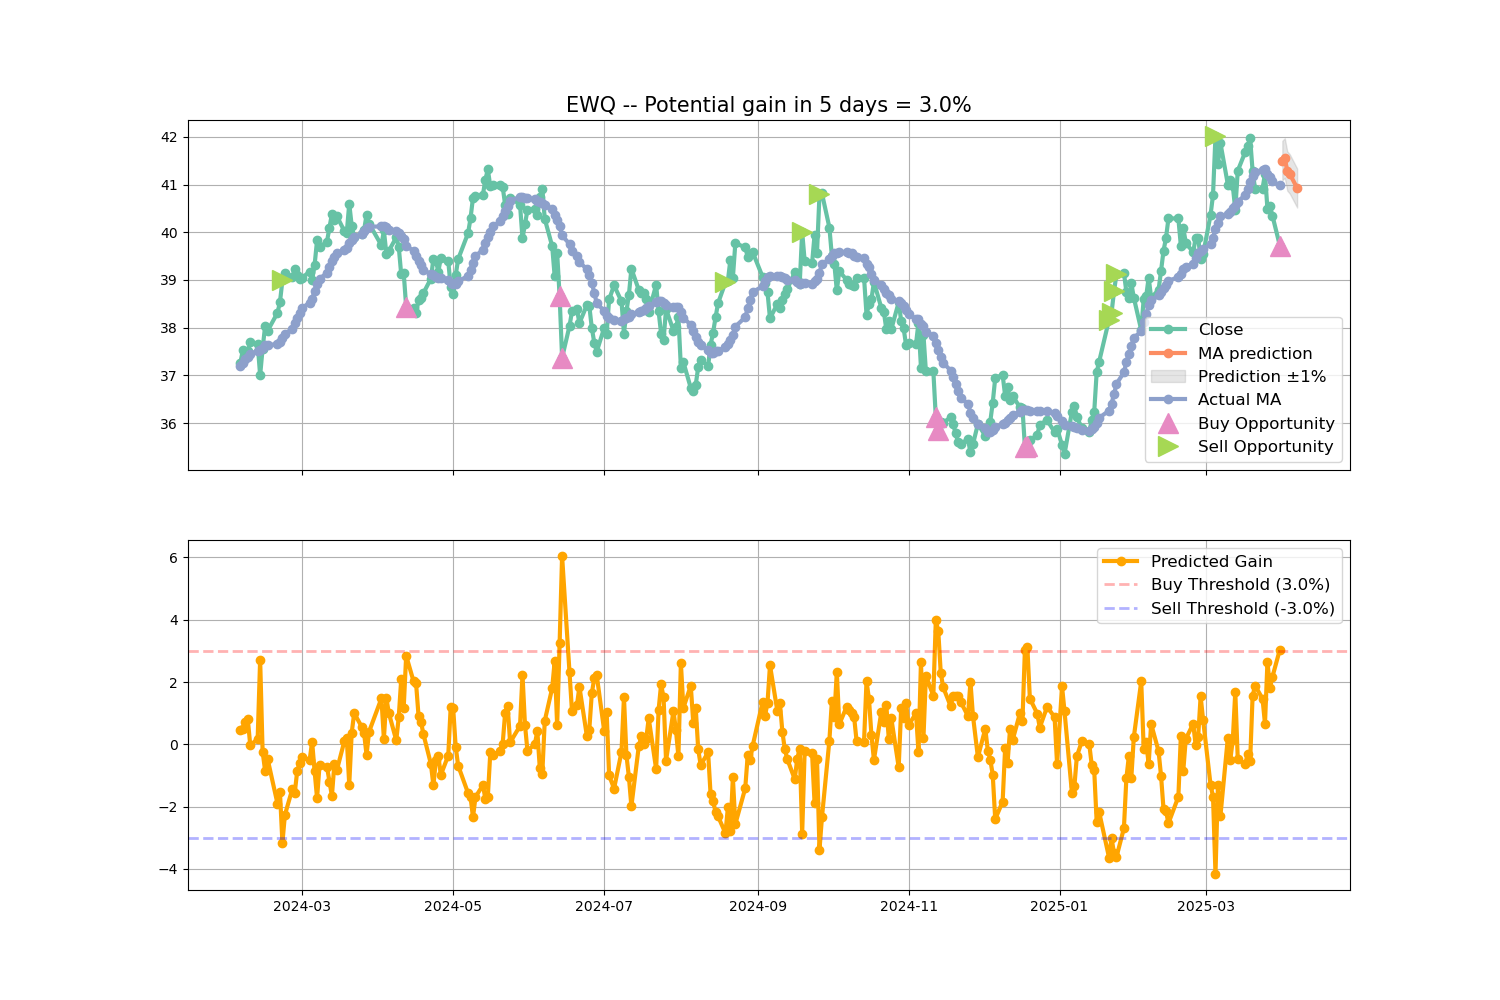 EWQ -- Potential gain in 5 days = 3.0%
42
41
40
39
38
37
36
Close
MA prediction
Prediction ±1%
Actual MA
Buy Opportunity
Sell Opportunity
6
4
2
0
−2
−4
Predicted Gain
Buy Threshold (3.0%)
Sell Threshold (-3.0%)
2024-03 2024-05 2024-07 2024-09 2024-11 2025-01 2025-03